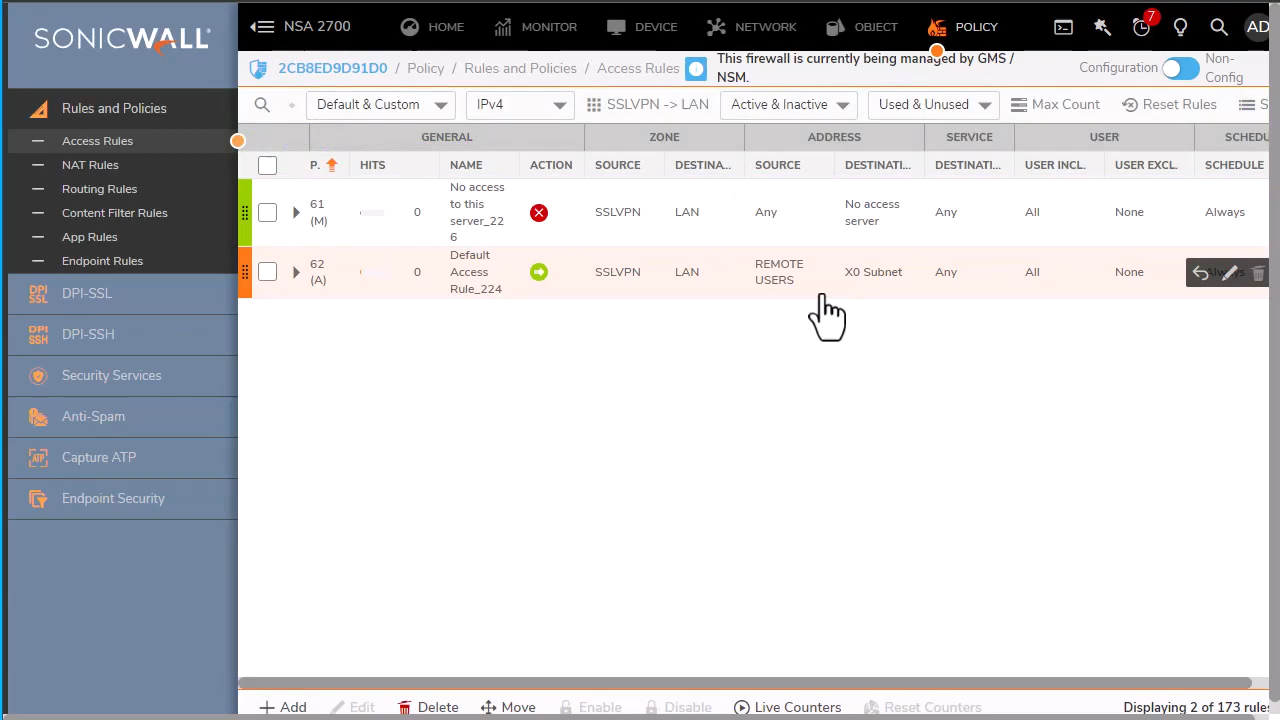 SONICWALL
NSA 2700
HOME
MONITOR
DEVICE
NETWORK
OBJECT
POLICY
7
AD
2CB8ED9D91D0 / Policy / Rules and Policies / Access Rules
This firewall is currently being managed by GMS /
NSM.
Configuration
Non-
Config
Rules and Policies
Access Rules
NAT Rules
Routing Rules
Content Filter Rules
App Rules
Endpoint Rules
DPI-SSL
DPI-SSH
Security Services
Anti-Spam
Capture ATP
Endpoint Security
Default & Custom
IPv4
SSLVPN -> LAN
Active & Inactive
Used & Unused
Max Count
Reset Rules
S
GENERAL ZONE ADDRESS SERVICE USER SCHEDU
P. HITS NAME ACTION SOURCE DESTINA... SOURCE DESTINATI... DESTINATI... USER INCL. USER EXCL. SCHEDULE
61
(M)
0
No access
to this
server_22
6
SSLVPN
LAN
Any
No access
server
Any
All
None
Always
62
(A)
0
Default
Access
Rule_224
SSLVPN
LAN
REMOTE
USERS
X0 Subnet
Any
All
None
Always
Add
Edit
Delete
Move
Enable
Disable
Live Counters
Reset Counters
Displaying 2 of 173 rules